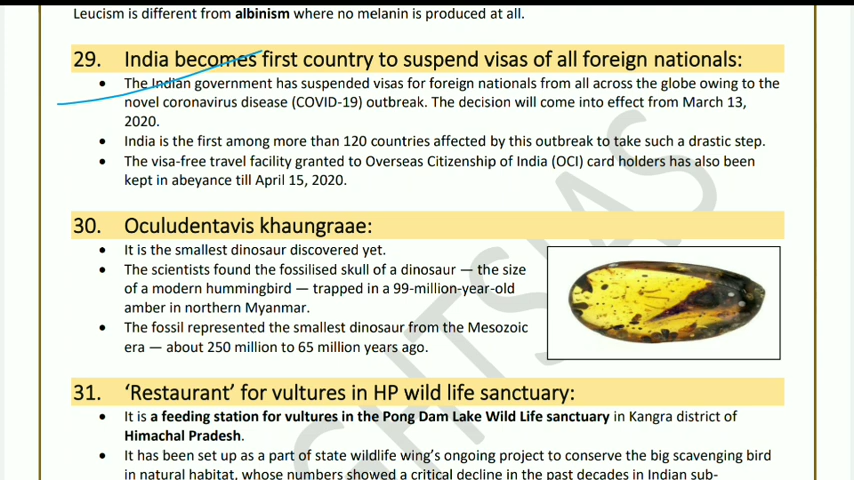 Leucism is different from albinism where no melanin is produced at all.
29. India becomes first country to suspend visas of all foreign nationals:
• The Indian government has suspended visas for foreign nationals from all across the globe owing to the
novel coronavirus disease (COVID-19) outbreak. The decision will come into effect from March 13,
2020.
• India is the first among more than 120 countries affected by this outbreak to take such a drastic step.
• The visa-free travel facility granted to Overseas Citizenship of India (OCI) card holders has also been
kept in abeyance till April 15, 2020.
30. Oculudentavis khaungraae:
• It is the smallest dinosaur discovered yet.
• The scientists found the fossilised skull of a dinosaur — the size
of a modern hummingbird — trapped in a 99-million-year-old
amber in northern Myanmar.
• The fossil represented the smallest dinosaur from the Mesozoic
era — about 250 million to 65 million years ago.
31. ‘Restaurant’ for vultures in HP wild life sanctuary:
• It is a feeding station for vultures in the Pong Dam Lake Wild Life sanctuary in Kangra district of
Himachal Pradesh.
• It has been set up as a part of state wildlife wing’s ongoing project to conserve the big scavenging bird
in natural habitat, whose numbers showed a critical decline in the past decades in Indian sub-
GHTSIAS